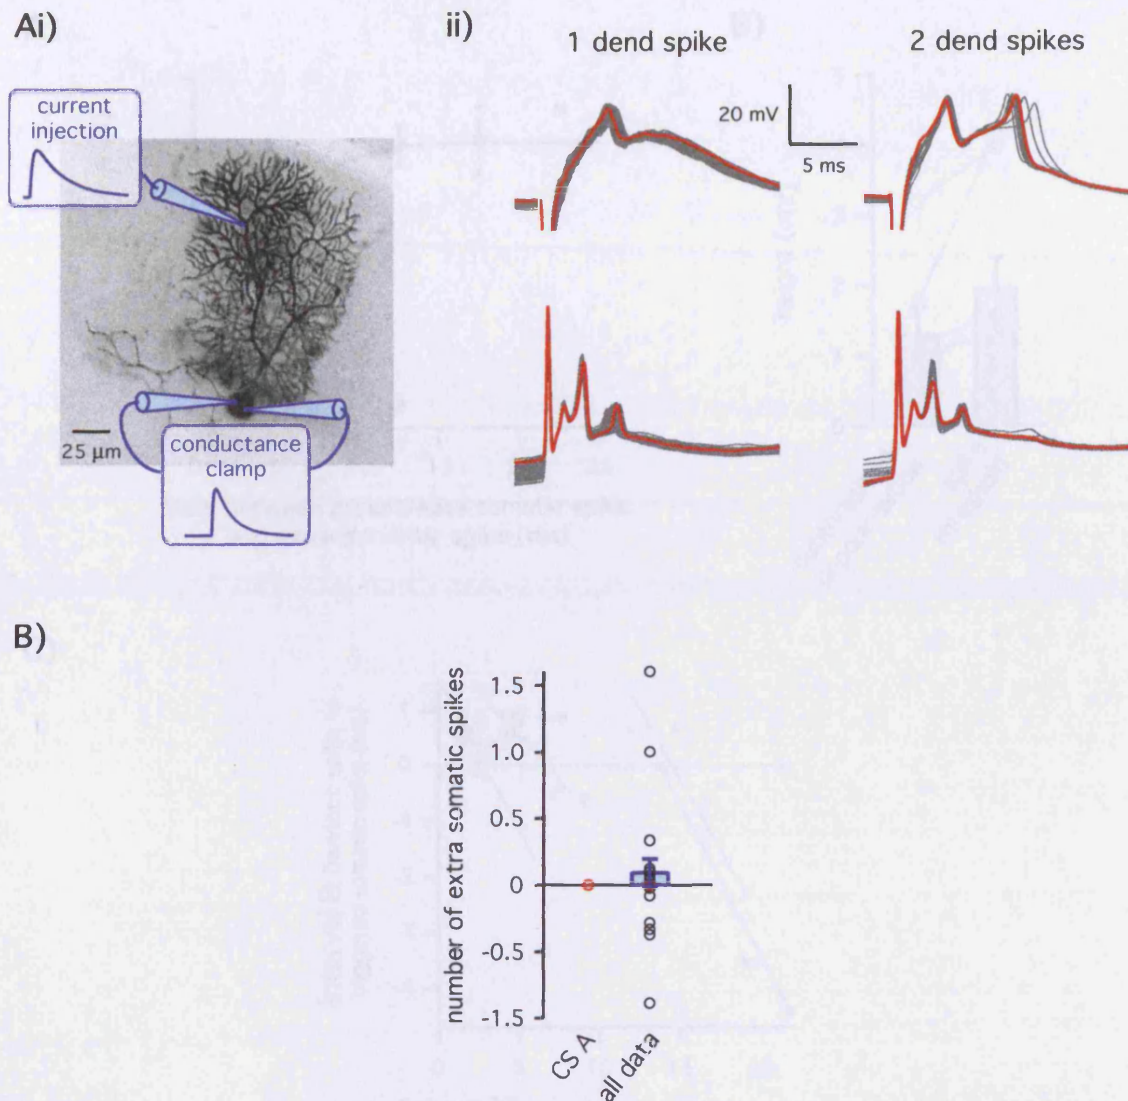 Ai)
current
injection
25 µm
conductance
clamp
ii)
1 dend spike
2 dend spikes
20 mV
5 ms
B)
number of extra somatic spikes
1.5
1.0
0.5
0
-0.5
-1.5
CS A
all data